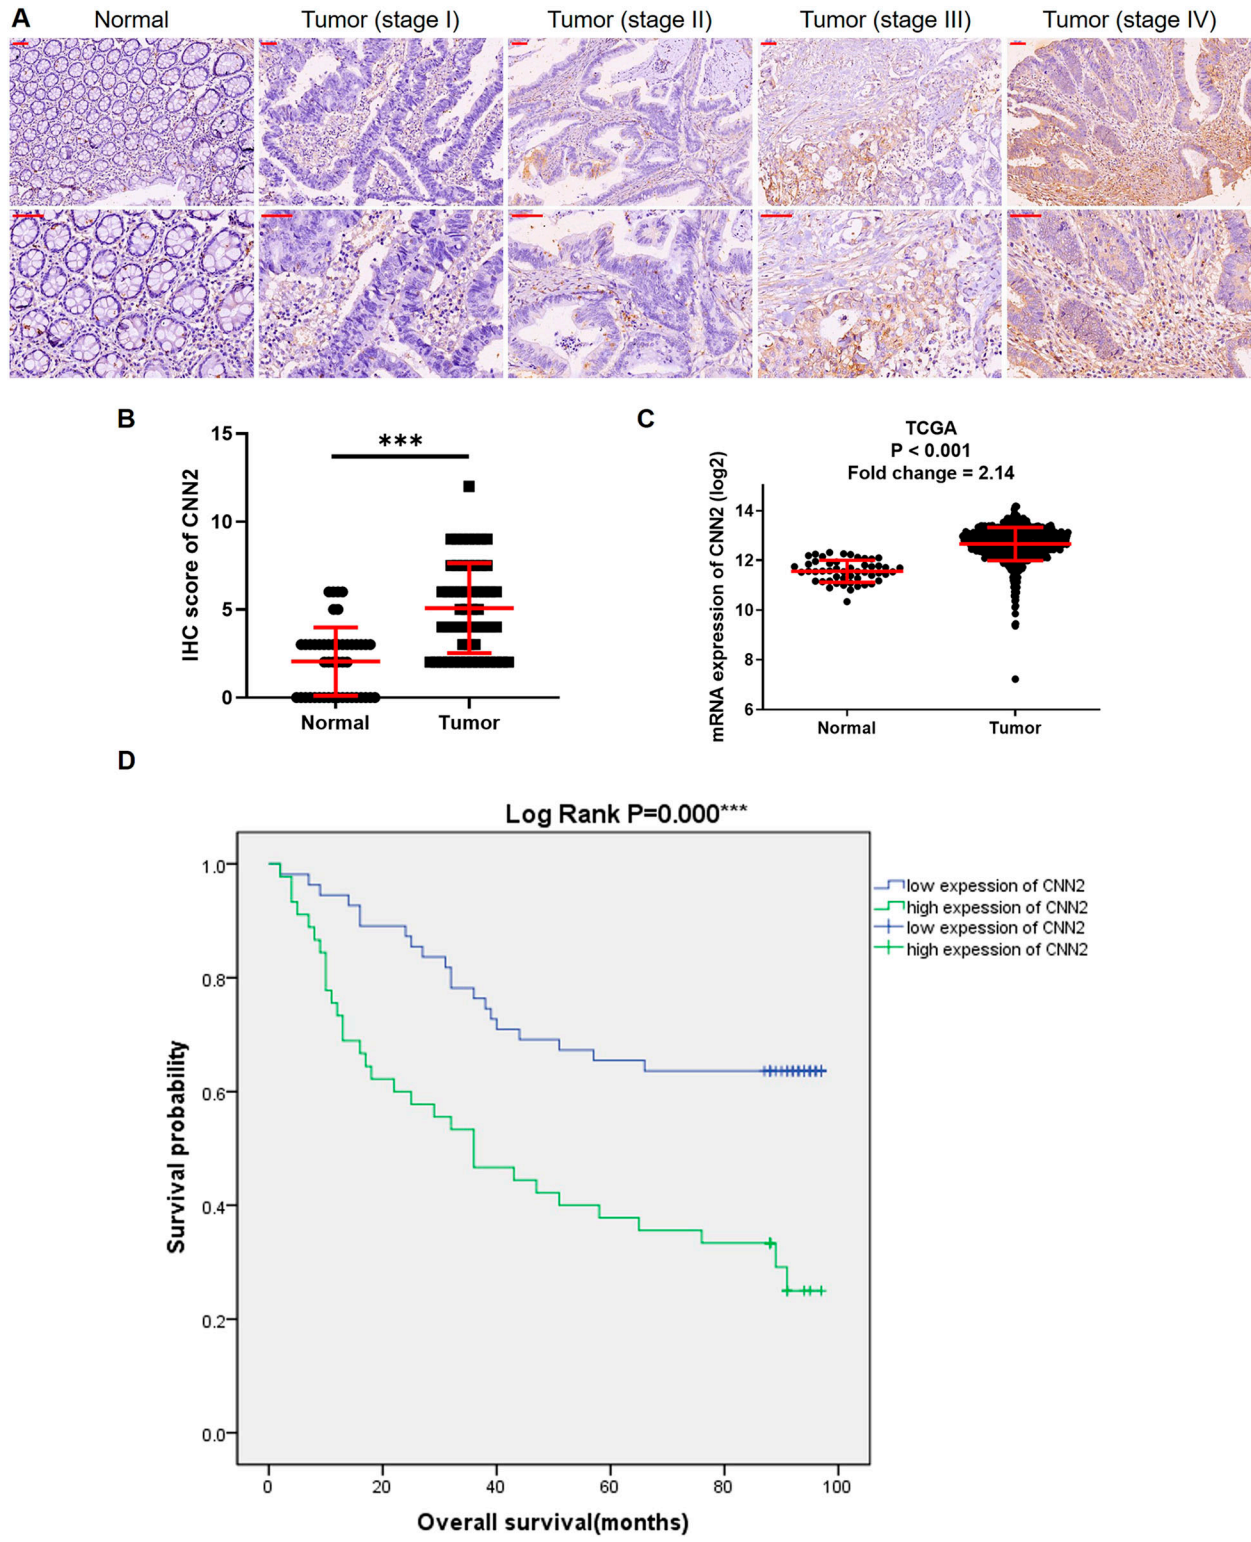 A
Normal
Tumor (stage I)
Tumor (stage II)
Tumor (stage III)
Tumor (stage IV)
B
IHC score of CNN2
15
10
5
0
***
Normal
Tumor
C
TCGA
P < 0.001
Fold change = 2.14
mRNA expression of CNN2 (log2)
14
12
10
8
6
Normal
Tumor
D
Log Rank P=0.000***
Survival probability
1.0
0.8
0.6
0.4
0.2
0.0
0
20
40
60
80
100
Overall survival(months)
low expession of CNN2
high expession of CNN2
low expession of CNN2
high expession of CNN2